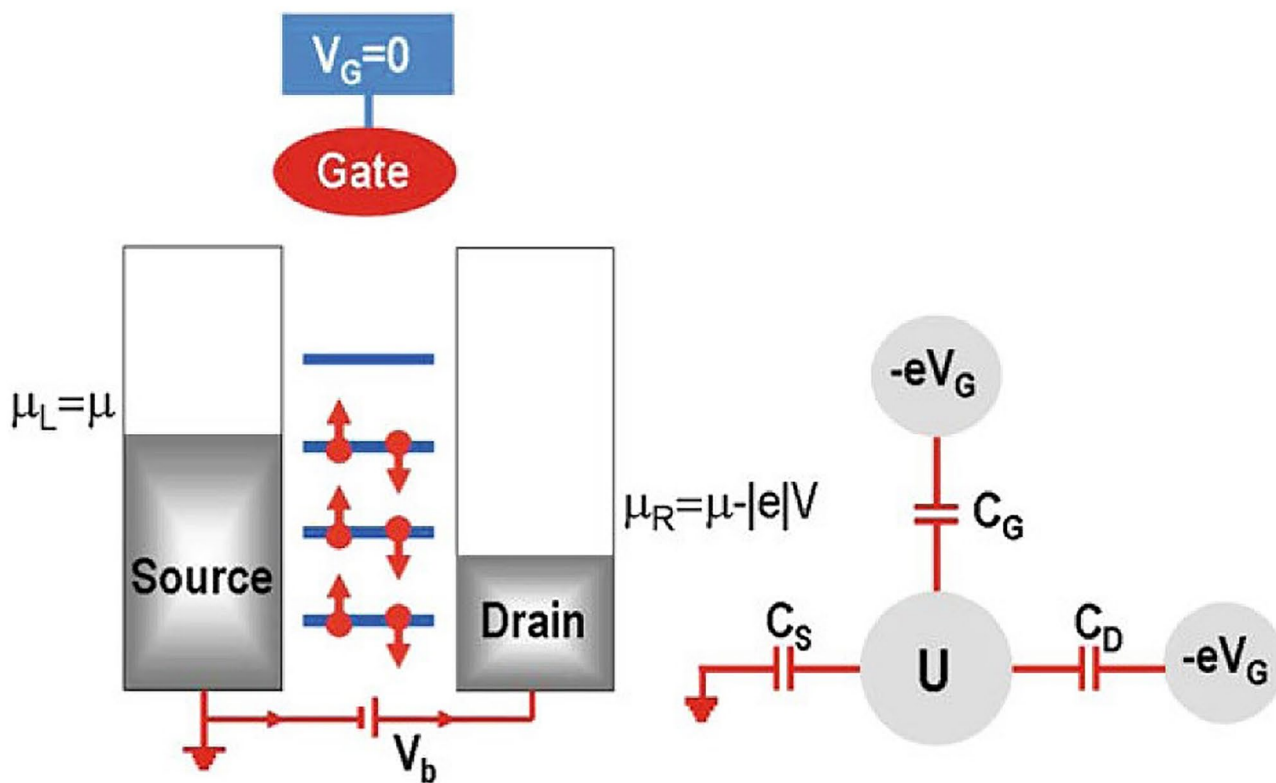 V_G=0
Gate
μ_L=μ
Source
Drain
V_b
μ_R=μ-|e|V
-eV_G
C_G
C_S
C_D
U
-eV_G